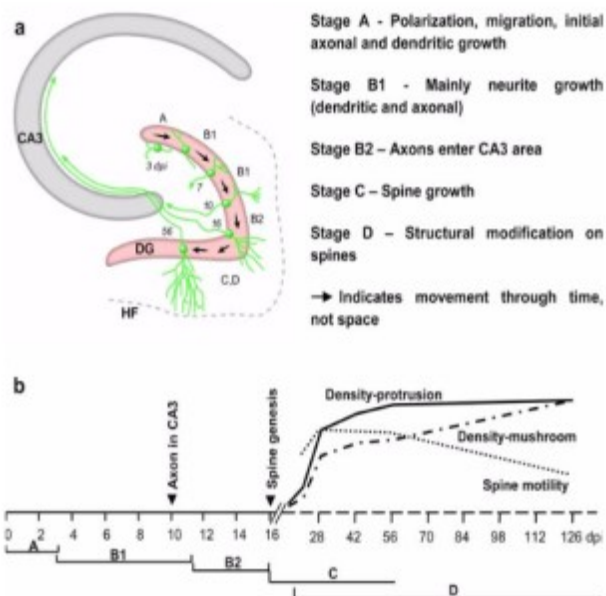 a
Stage A - Polarization, migration, initial
axonal and dendritic growth
Stage B1 - Mainly neurite growth
(dendritic and axonal)
Stage B2 – Axons enter CA3 area
Stage C – Spine growth
Stage D – Structural modification on
spines
→ Indicates movement through time,
not space
CA3
A
B1
3 dpi
B1
7
10
B2
16
56
DG
C,D
HF
b
Axon in CA3
Spine genesis
Density-protrusion
Density-mushroom
Spine motility
0 2 4 6 8 10 12 14 16 28 42 56 70 84 98 112 126 dpi
A
B1
B2
C
D